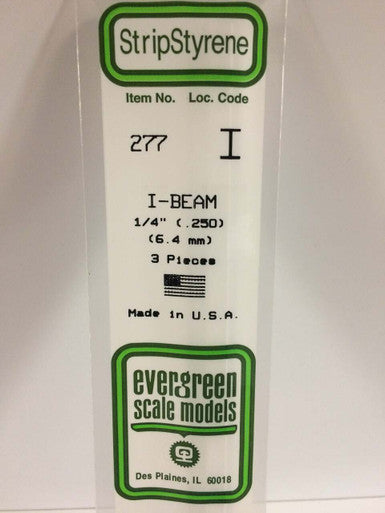 StripStyrene
Item No. Loc. Code
277 I
I-BEAM
1/4" (.250)
(6.4 mm)
3 Pieces
Made in U.S.A.
evergreen
scale models
Des Plaines, IL 60018